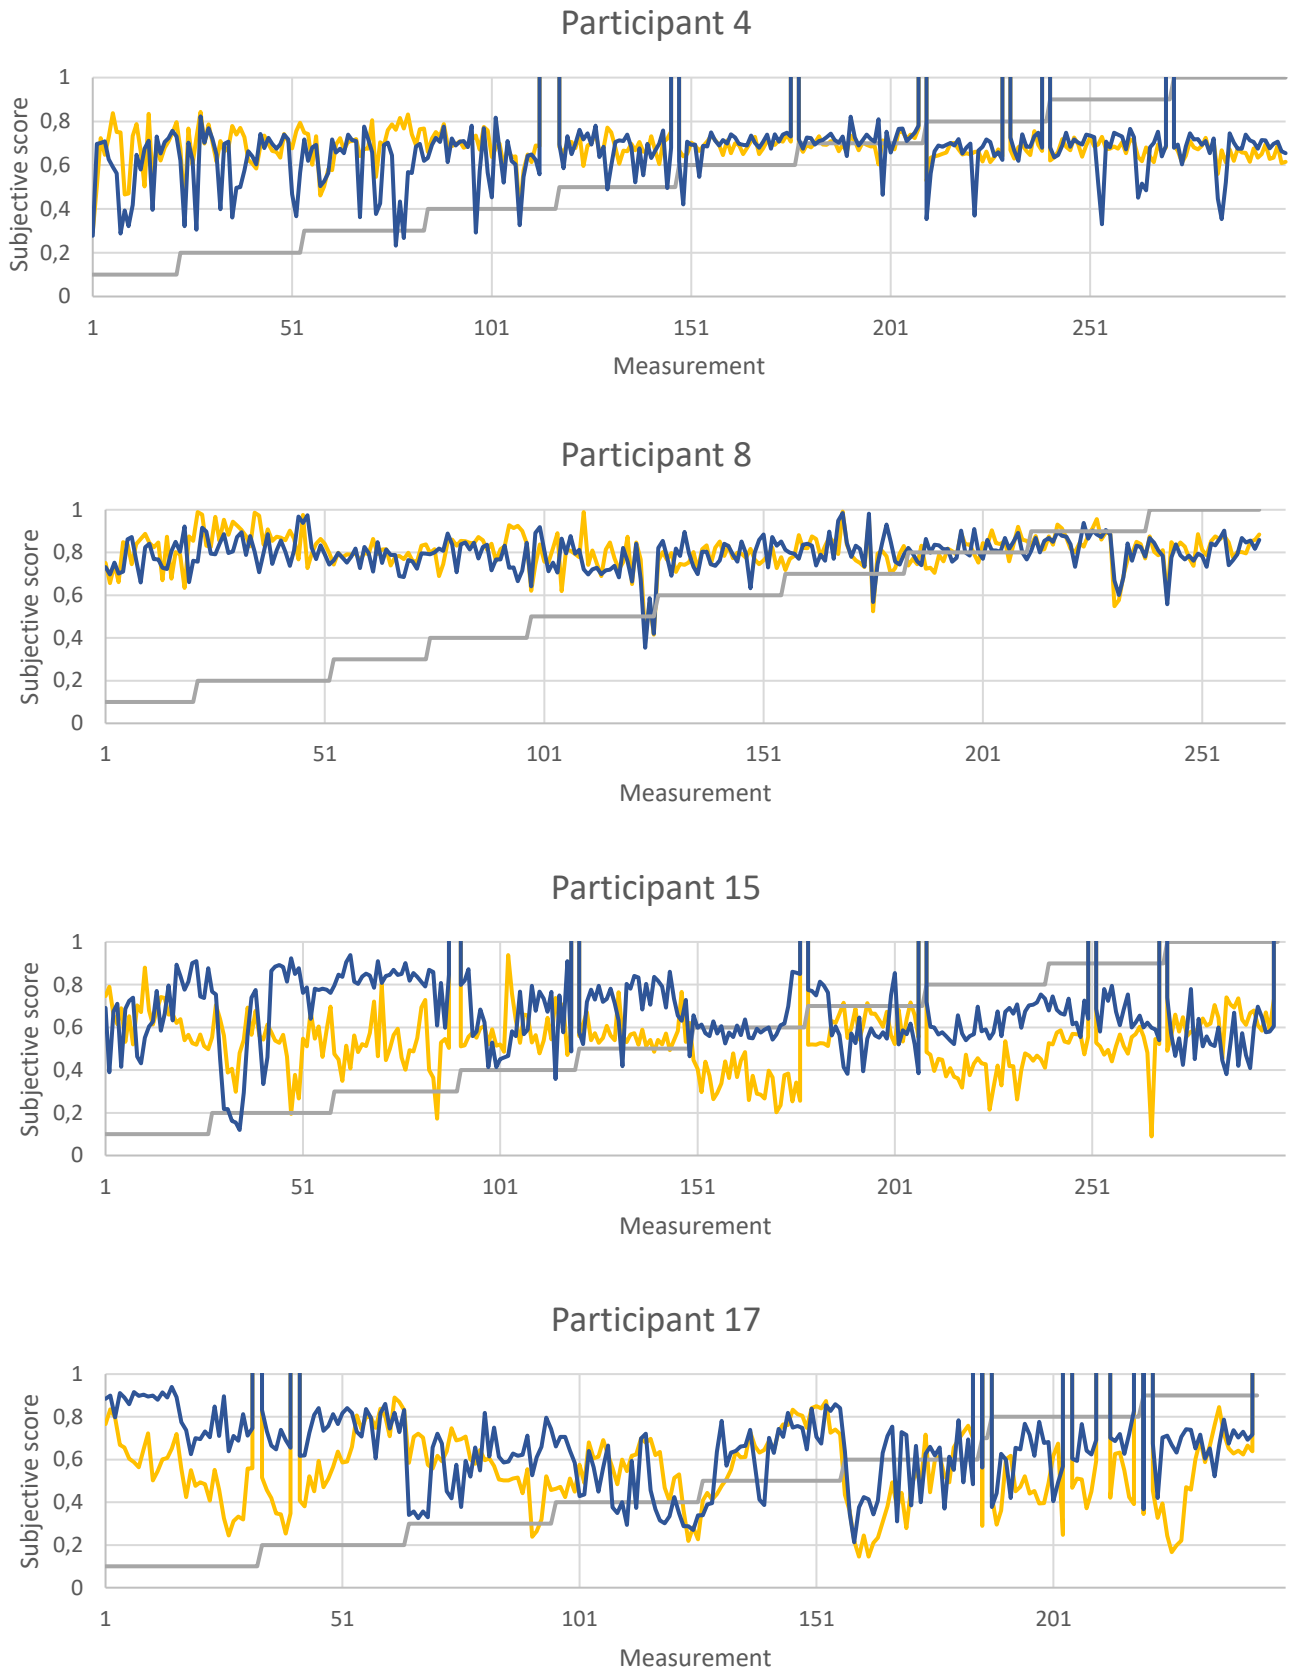 Participant 4
Subjective score
1
0,8
0,6
0,4
0,2
0
1 51 101 151 201 251
Measurement
Participant 8
Subjective score
1
0,8
0,6
0,4
0,2
0
1 51 101 151 201 251
Measurement
Participant 15
Subjective score
1
0,8
0,6
0,4
0,2
0
1 51 101 151 201 251
Measurement
Participant 17
Subjective score
1
0,8
0,6
0,4
0,2
0
1 51 101 151 201
Measurement